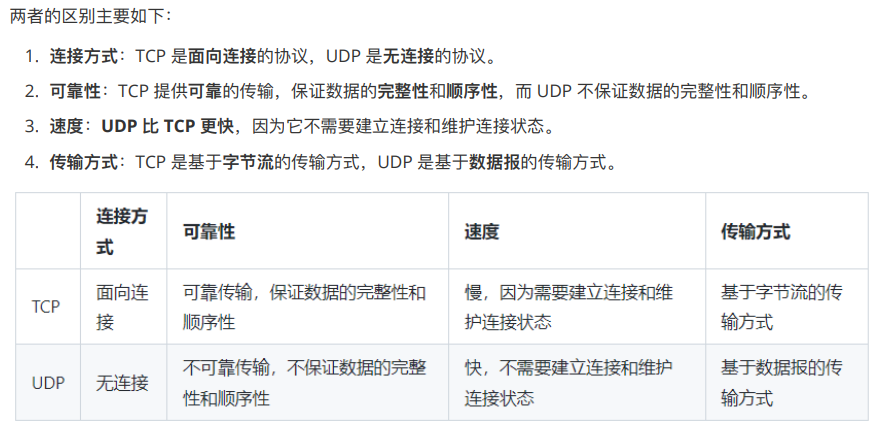 两者的区别主要如下：
1. 连接方式：TCP 是面向连接的协议，UDP 是无连接的协议。
2. 可靠性：TCP 提供可靠的传输，保证数据的完整性和顺序性，而 UDP 不保证数据的完整性和顺序性。
3. 速度：UDP 比 TCP 更快，因为它不需要建立连接和维护连接状态。
4. 传输方式：TCP 是基于字节流的传输方式，UDP 是基于数据报的传输方式。
连接方
式
可靠性
速度
传输方式
TCP
面向连
接
可靠传输，保证数据的完整性和
顺序性
慢，因为需要建立连接和维
护连接状态
基于字节流的传
输方式
UDP
无连接
不可靠传输，不保证数据的完整
性和顺序性
快，不需要建立连接和维护
连接状态
基于数据报的传
输方式